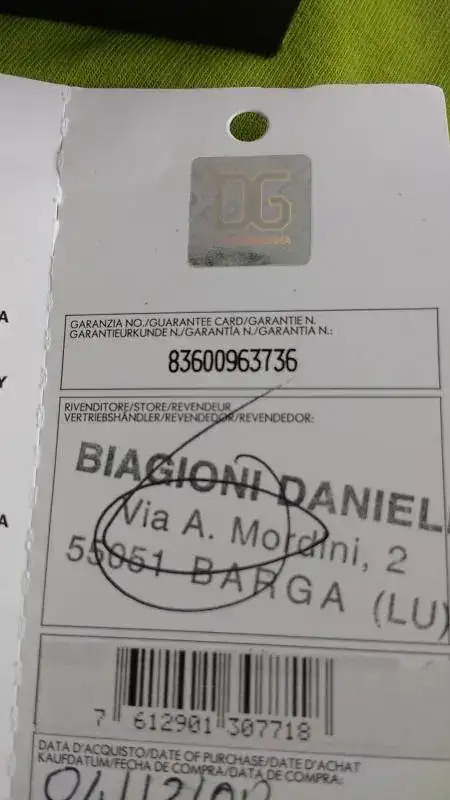 DG
GARANZIA NO./GUARANTEE CARD/GARANTIE N.
GARANTIEURKUNDE N./GARANTÍA N./GARANTIA N.:
83600963736
RIVENDITORE/STORE/REVENDEUR
VERTRIEBSHÄNDLER/REVENDEDOR/REVENDEDOR:
BIAGIONI DANIEL
Via A. Mordini, 2
55051 BARGA (LU)
7 612901 307718
DATA D'ACQUISTO/DATE OF PURCHASE/DATE D'ACHAT
KAUFDATUM/FECHA DE COMPRA/DATA DE COMPRA:
A
Y
A